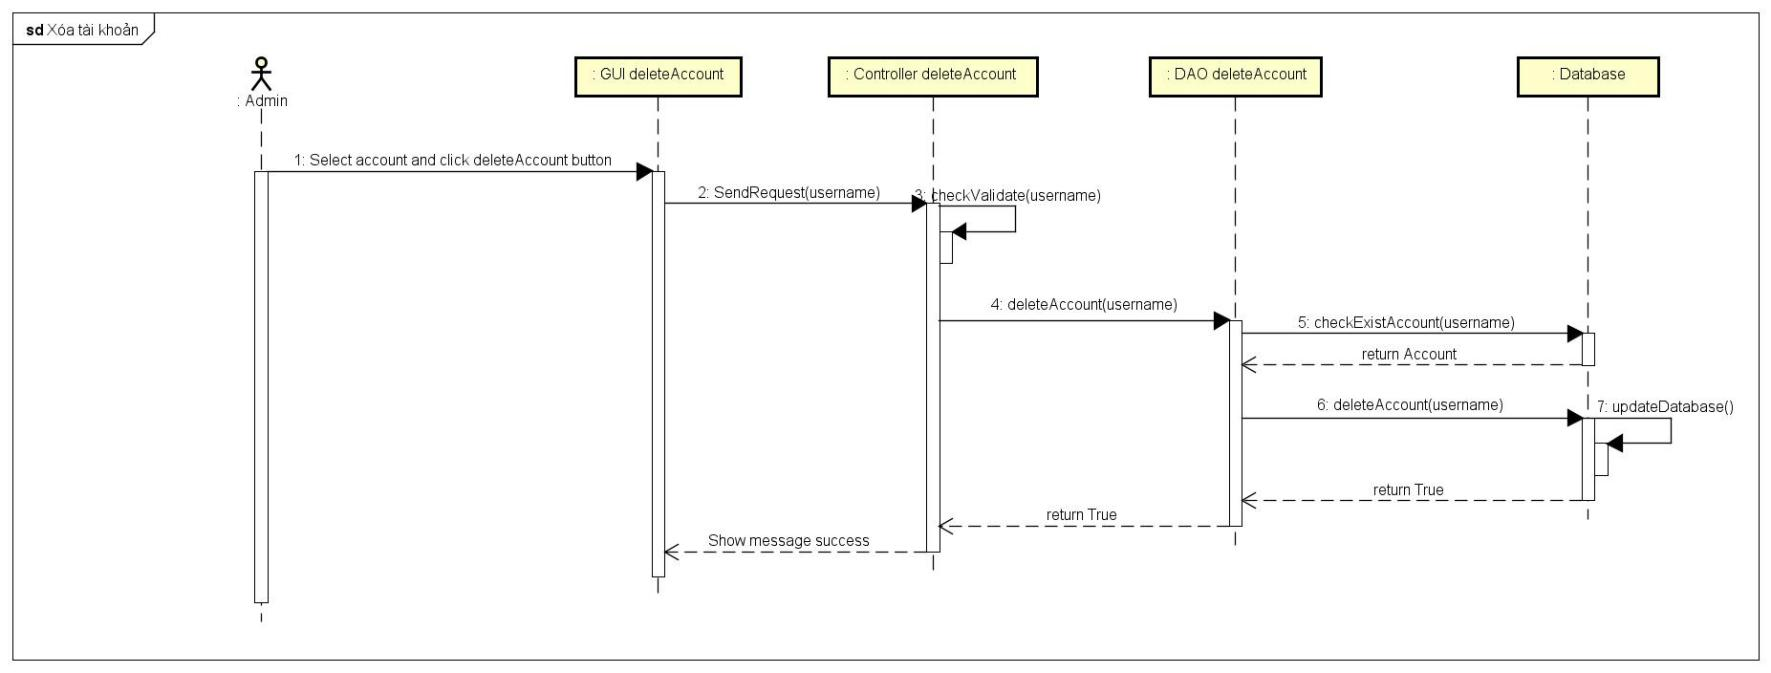 sd Xóa tài khoản
: Admin
: GUI deleteAccount
: Controller deleteAccount
: DAO deleteAccount
: Database
1: Select account and click deleteAccount button
2: SendRequest(username)
3: checkValidate(username)
4: deleteAccount(username)
5: checkExistAccount(username)
return Account
6: deleteAccount(username)
7: updateDatabase()
return True
return True
Show message success